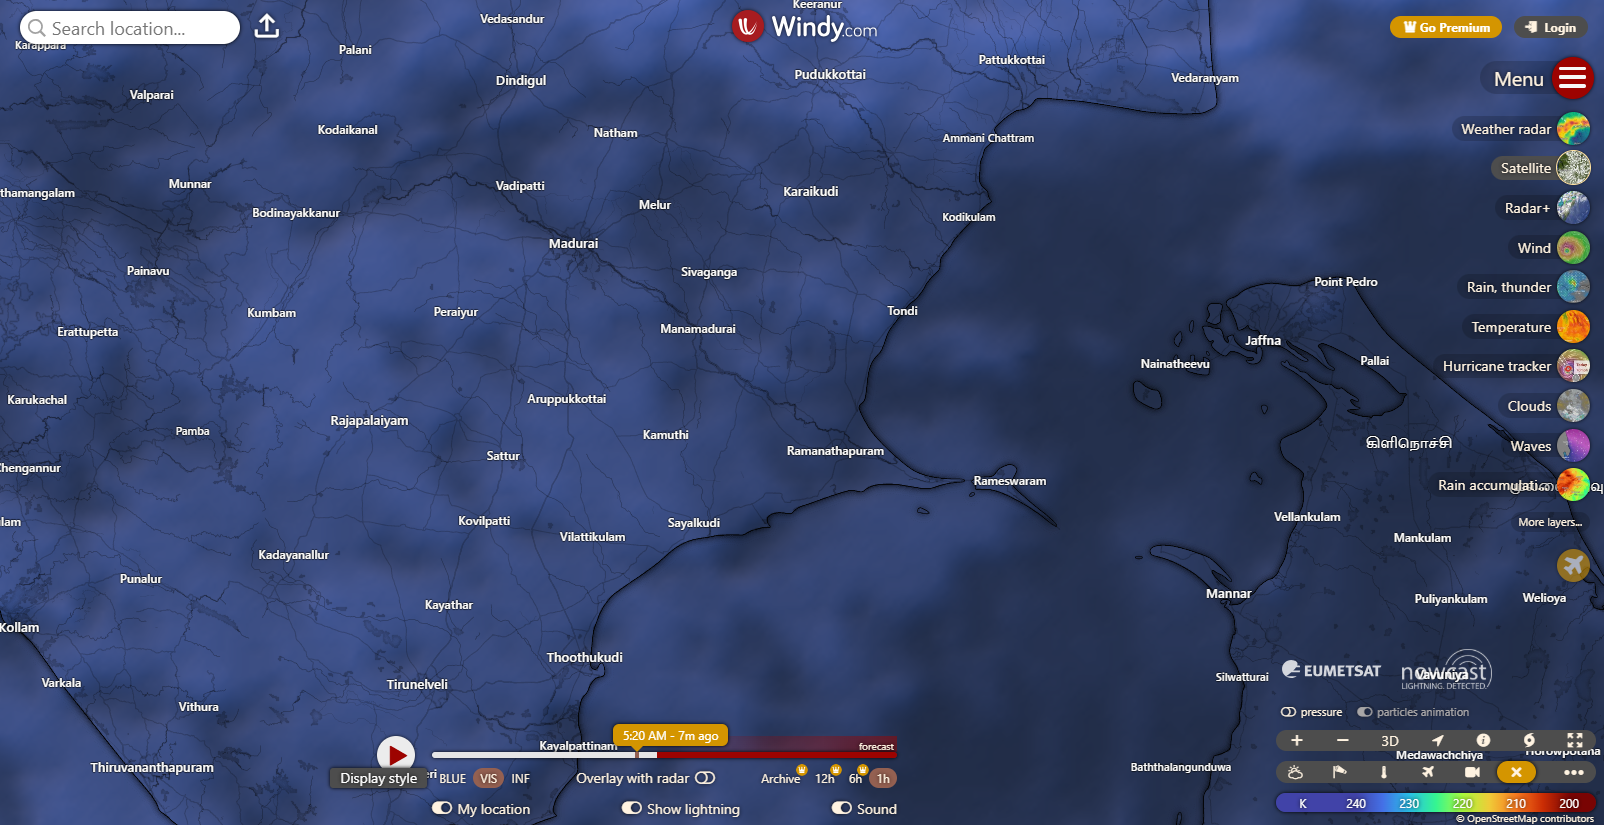 Search location...
Windy.com
Go Premium
Login
Menu
Weather radar
Satellite
Radar+
Wind
Rain, thunder
Temperature
Hurricane tracker
Clouds
Waves
Rain accumulati...
More layers...
Keeranur
Vedasandur
Karappara
Palani
Pattukkottai
Pudukkottai
Vedaranyam
Dindigul
Valparai
Kodaikanal
Natham
Ammani Chattram
Munnar
Vadipatti
Karaikudi
thamangalam
Melur
Bodinayakkanur
Kodikulam
Madurai
Painavu
Sivaganga
Point Pedro
Kumbam
Peraiyur
Tondi
Erattupetta
Manamadurai
Jaffna
Nainatheevu
Pallai
Karukachal
Aruppukkottai
Rajapalaiyam
Pamba
Kamuthi
கிளிநொச்சி
Sattur
Ramanathapuram
Chengannur
Rameswaram
lam
Kovilpatti
Sayalkudi
Vellankulam
Vilattikulam
Mankulam
Kadayanallur
Punalur
Mannar
Puliyankulam
Welioya
Kayathar
Kollam
Thoothukudi
Varkala
Tirunelveli
Silwatturai
Vavuniya
Vithura
Kayalpattinam
Thiruvananthapuram
Baththalangunduwa
Medawachchiya
Horowpotana
EUMETSAT
nowcast
LIGHTNING. DETECTED.
pressure
particles animation
3D
K 240 230 220 210 200
© OpenStreetMap contributors
5:20 AM - 7m ago
forecast
Display style
eri
BLUE VIS INF
Overlay with radar
Archive 12h 6h 1h
My location
Show lightning
Sound